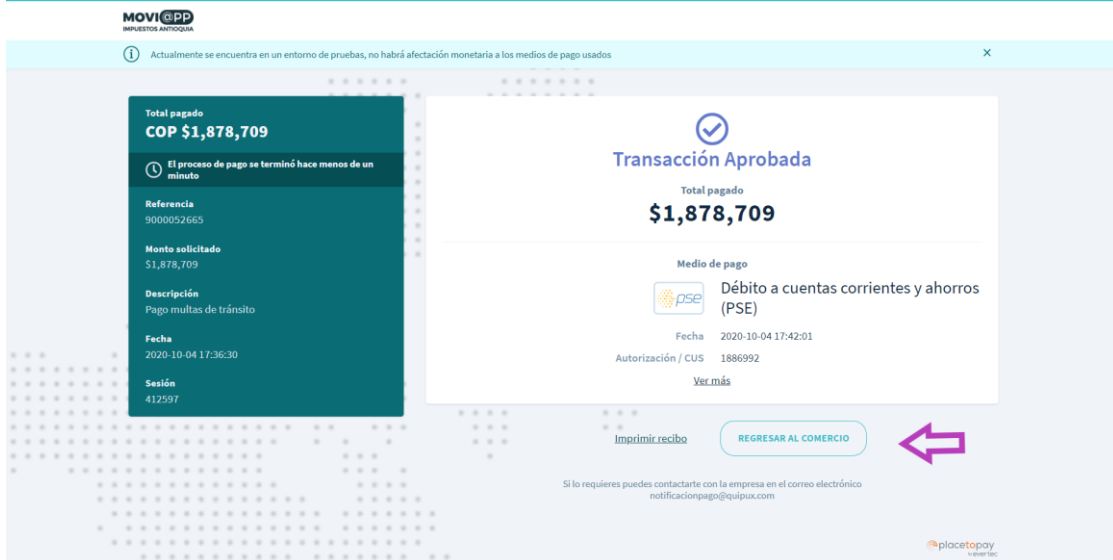 MOVI@PP
IMPUESTOS ANTIOQUIA
Actualmente se encuentra en un entorno de pruebas, no habrá afectación monetaria a los medios de pago usados
Total pagado
COP $1,878,709
El proceso de pago se terminó hace menos de un
minuto
Referencia
9000052665
Monto solicitado
$1,878,709
Descripción
Pago multas de tránsito
Fecha
2020-10-04 17:36:30
Sesión
412597
Transacción Aprobada
Total pagado
$1,878,709
Medio de pago
pse
Débito a cuentas corrientes y ahorros
(PSE)
Fecha 2020-10-04 17:42:01
Autorización / CUS 1886992
Ver más
Imprimir recibo
REGRESAR AL COMERCIO
Si lo requieres puedes contactarte con la empresa en el correo electrónico
notificacionpago@quipux.com
placetopay
by evertec